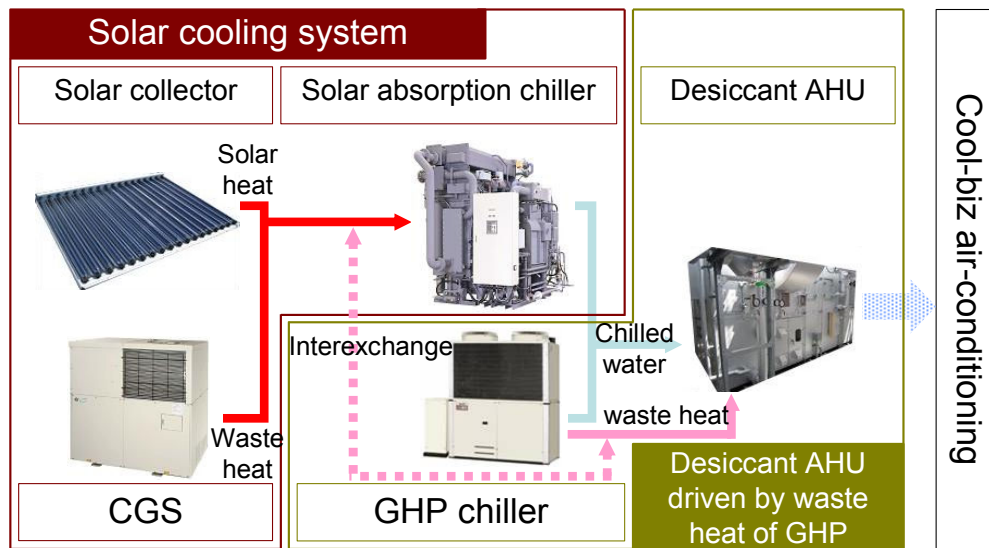 Solar cooling system
Solar collector
Solar absorption chiller
Desiccant AHU
Solar
heat
Interexchange
Chilled
water
Waste
heat
waste heat
CGS
GHP chiller
Desiccant AHU
driven by waste
heat of GHP
Cool-biz air-conditioning